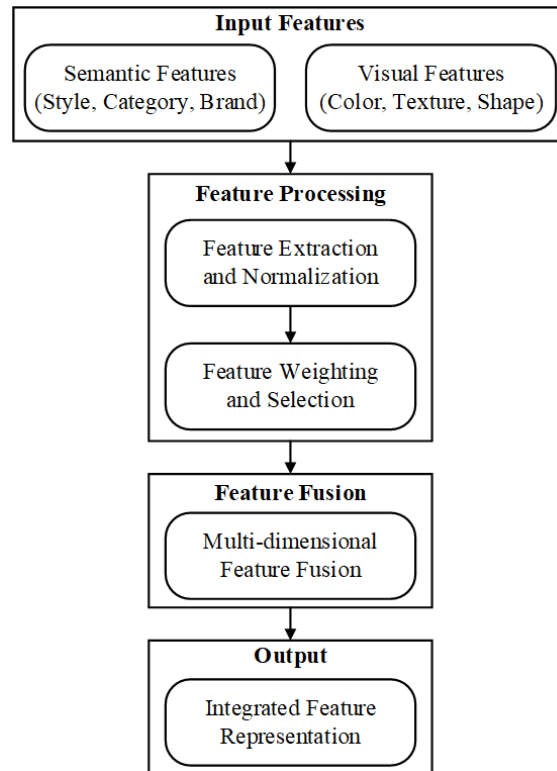 Input Features
Semantic Features
(Style, Category, Brand)
Visual Features
(Color, Texture, Shape)
Feature Processing
Feature Extraction
and Normalization
Feature Weighting
and Selection
Feature Fusion
Multi-dimensional
Feature Fusion
Output
Integrated Feature
Representation